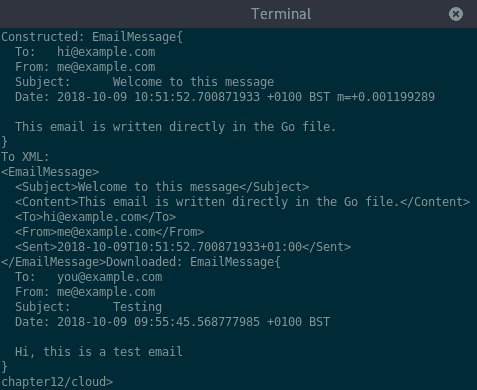 Terminal
Constructed: EmailMessage{
  To:   hi@example.com
  From: me@example.com
  Subject:      Welcome to this message
  Date: 2018-10-09 10:51:52.700871933 +0100 BST m=+0.001199289

  This email is written directly in the Go file.
}
To XML:
<EmailMessage>
  <Subject>Welcome to this message</Subject>
  <Content>This email is written directly in the Go file.</Content>
  <To>hi@example.com</To>
  <From>me@example.com</From>
  <Sent>2018-10-09T10:51:52.700871933+01:00</Sent>
</EmailMessage>Downloaded: EmailMessage{
  To:   you@example.com
  From: me@example.com
  Subject:      Testing
  Date: 2018-10-09 09:55:45.568777985 +0100 BST

  Hi, this is a test email
}
chapter12/cloud>